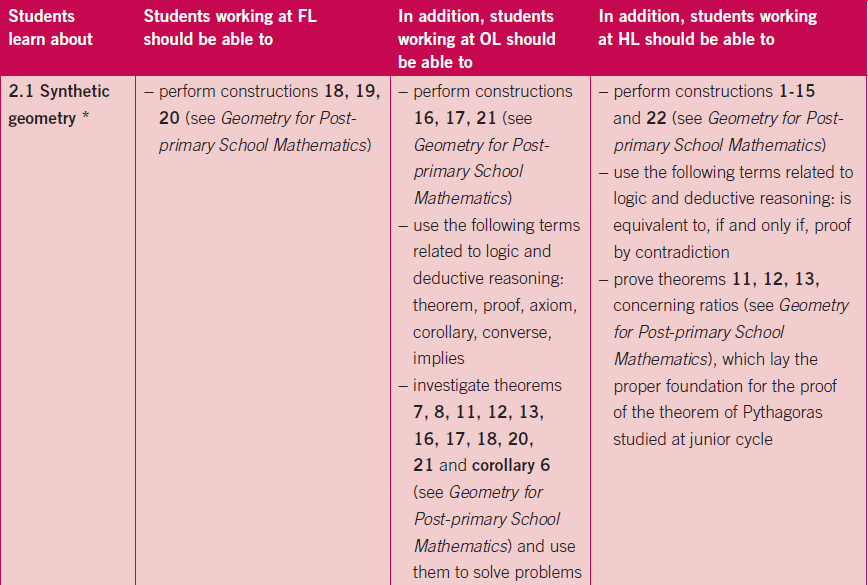 Students
learn about
Students working at FL
should be able to
In addition, students
working at OL should
be able to
In addition, students working
at HL should be able to
2.1 Synthetic
geometry *
– perform constructions 18, 19,
20 (see Geometry for Post-
primary School Mathematics)
– perform constructions
16, 17, 21 (see
Geometry for Post-
primary School
Mathematics)
– use the following terms
related to logic and
deductive reasoning:
theorem, proof, axiom,
corollary, converse,
implies
– investigate theorems
7, 8, 11, 12, 13,
16, 17, 18, 20,
21 and corollary 6
(see Geometry for
Post-primary School
Mathematics) and use
them to solve problems
– perform constructions 1-15
and 22 (see Geometry for Post-
primary School Mathematics)
– use the following terms related to
logic and deductive reasoning: is
equivalent to, if and only if, proof
by contradiction
– prove theorems 11, 12, 13,
concerning ratios (see Geometry
for Post-primary School
Mathematics), which lay the
proper foundation for the proof
of the theorem of Pythagoras
studied at junior cycle